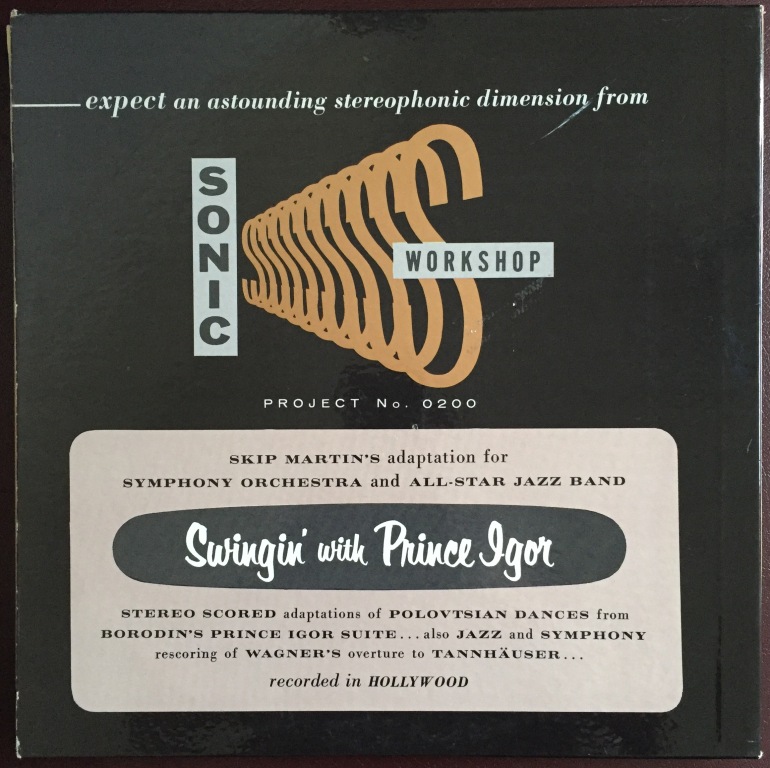 expect an astounding stereophonic dimension from
SONIC
S
WORKSHOP
PROJECT No. 0200
SKIP MARTIN'S adaptation for
SYMPHONY ORCHESTRA and ALL-STAR JAZZ BAND
Swingin' with Prince Igor
STEREO SCORED adaptations of POLOVTSIAN DANCES from
BORODIN'S PRINCE IGOR SUITE...also JAZZ and SYMPHONY
rescoring of WAGNER'S overture to TANNHÄUSER...
recorded in HOLLYWOOD